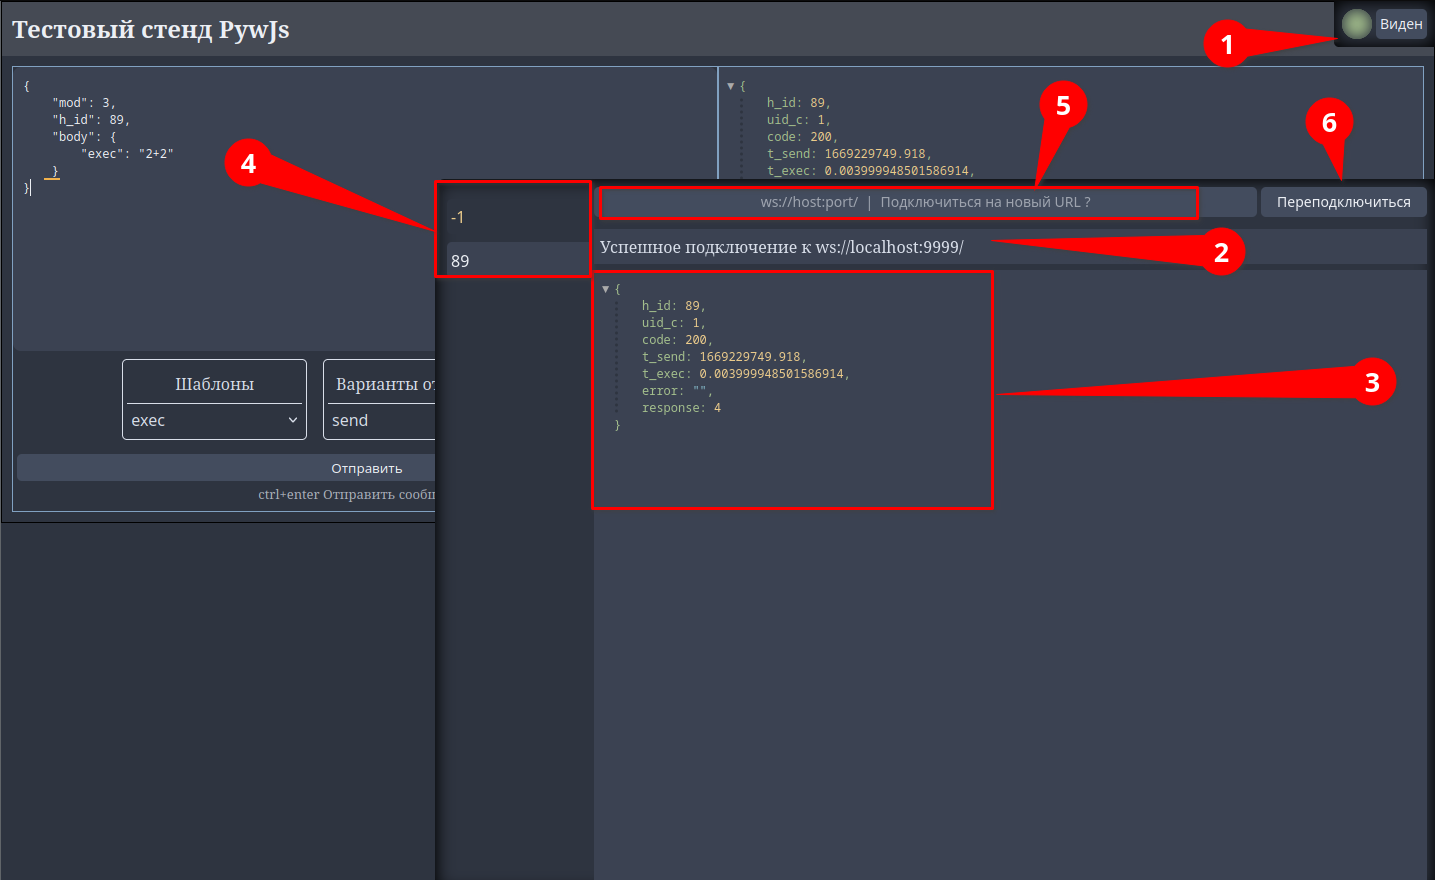 Тестовый стенд PywJs
Виден
1
{
"mod": 3,
"h_id": 89,
"body": {
"exec": "2+2"
}
}
▼ {
h_id: 89,
uid_c: 1,
code: 200,
t_send: 1669229749.918,
t_exec: 0.003999948501586914,
5
6
4
-1
89
ws://host:port/ | Подключиться на новый URL ?
Переподключиться
Успешное подключение к ws://localhost:9999/
2
▼ {
h_id: 89,
uid_c: 1,
code: 200,
t_send: 1669229749.918,
t_exec: 0.003999948501586914,
error: "",
response: 4
}
3
Шаблоны
exec
Варианты от
send
Отправить
ctrl+enter Отправить сообщ